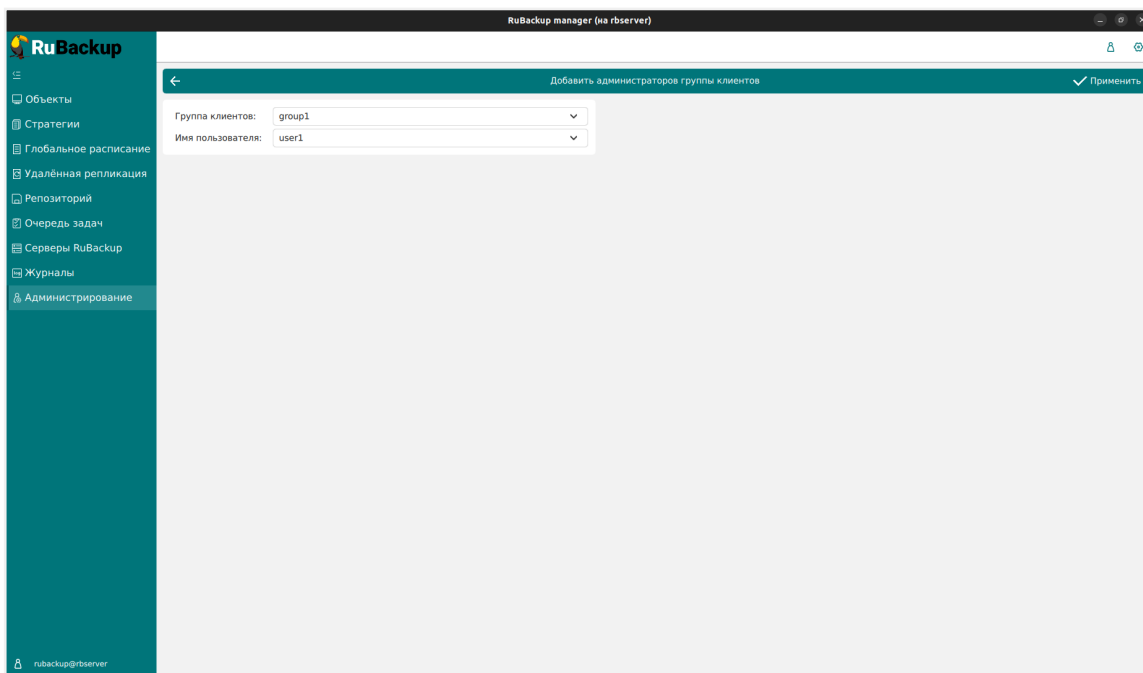 RuBackup manager (на rbserver)
RuBackup
Добавить администраторов группы клиентов
Применить
Объекты
Стратегии
Глобальное расписание
Удалённая репликация
Репозиторий
Очередь задач
Серверы RuBackup
Журналы
Администрирование
Группа клиентов: group1
Имя пользователя: user1
rubackup@rbserver